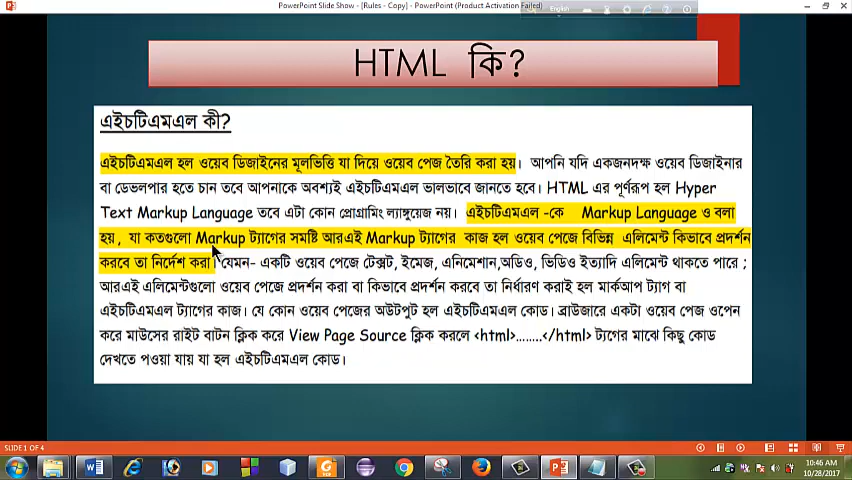 PowerPoint Slide Show - [Rules - Copy] - PowerPoint (Product Activation Failed)
English
HTML কি?
এইচটিএমএল কী?
এইচটিএমএল হল ওয়েব ডিজাইনের মূলভিত্তি যা দিয়ে ওয়েব পেজ তৈরি করা হয়। আপনি যদি একজনদক্ষ ওয়েব ডিজাইনার
বা ডেভলপার হতে চান তবে আপনাকে অবশ্যই এইচটিএমএল ভালভাবে জানতে হবে। HTML এর পূর্ণরূপ হল Hyper
Text Markup Language তবে এটা কোন প্রোগ্রামিং ল্যাঙ্গুয়েজ নয়। এইচটিএমএল -কে Markup Language ও বলা
হয়, যা কতগুলো Markup ট্যাগের সমষ্টি আরএই Markup ট্যাগের কাজ হল ওয়েব পেজে বিভিন্ন এলিমেন্ট কিভাবে প্রদর্শন
করবে তা নির্দেশ করা। যেমন- একটি ওয়েব পেজে টেক্সট, ইমেজ, এনিমেশান,অডিও, ভিডিও ইত্যাদি এলিমেন্ট থাকতে পারে ;
আরএই এলিমেন্টগুলো ওয়েব পেজে প্রদর্শন করা বা কিভাবে প্রদর্শন করবে তা নির্ধারণ করাই হল মার্কআপ ট্যাগ বা
এইচটিএমএল ট্যাগের কাজ। যে কোন ওয়েব পেজের অউটপুট হল এইচটিএমএল কোড। ব্রাউজারে একটা ওয়েব পেজ ওপেন
করে মাউসের রাইট বাটন ক্লিক করে View Page Source ক্লিক করলে <html>........</html> ট্যগের মাঝে কিছু কোড
দেখতে পওয়া যায় যা হল এইচটিএমএল কোড।
SLIDE 1 OF 4
10:46 AM
10/28/2017